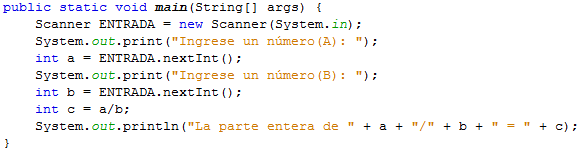 public static void main(String[] args) {
    Scanner ENTRADA = new Scanner(System.in);
    System.out.print("Ingrese un número(A): ");
    int a = ENTRADA.nextInt();
    System.out.print("Ingrese un número(B): ");
    int b = ENTRADA.nextInt();
    int c = a/b;
    System.out.println("La parte entera de " + a + "/" + b + " = " + c);
}